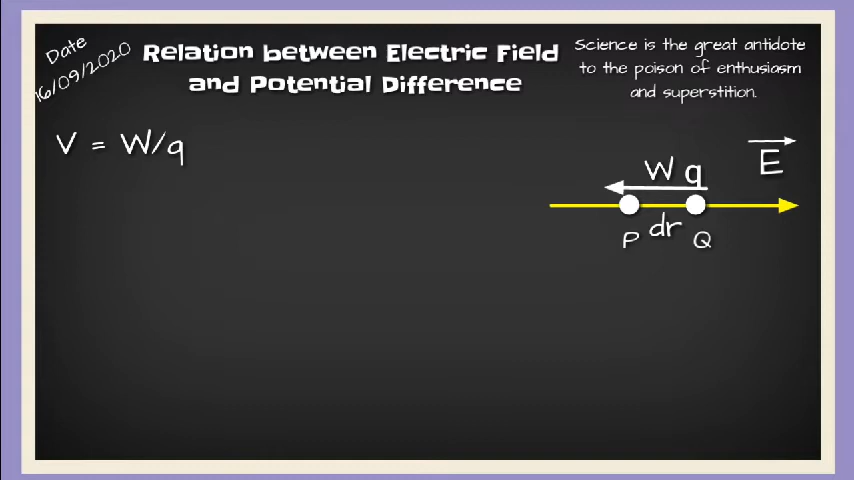 Date
16/09/2020
Relation between Electric Field
and Potential Difference
Science is the great antidote
to the poison of enthusiasm
and superstition.
V = W/q
E
W q
dr
P
Q